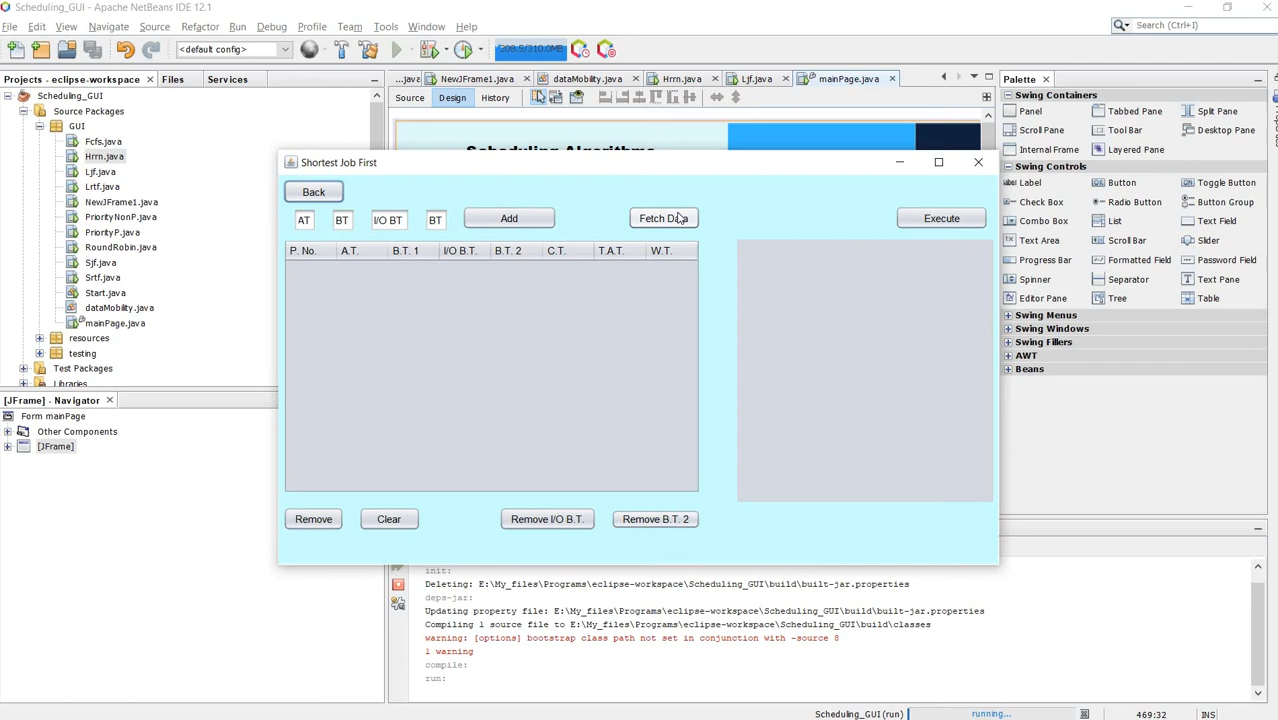 Scheduling_GUI - Apache NetBeans IDE 12.1
File Edit View Navigate Source Refactor Run Debug Profile Team Tools Window Help
Search (Ctrl+I)
<default config>
208.5/310.0MB
Projects - eclipse-workspace Files Services
...java NewJFrame1.java dataMobility.java Hrrn.java Ljf.java mainPage.java
Palette
Source Design History
Scheduling_GUI
Source Packages
GUI
Fcfs.java
Hrrn.java
Ljf.java
Lrtf.java
NewJFrame1.java
PriorityNonP.java
PriorityP.java
RoundRobin.java
Sjf.java
Srtf.java
Start.java
dataMobility.java
mainPage.java
resources
testing
Test Packages
Libraries
[JFrame] - Navigator
Form mainPage
Other Components
[JFrame]
Scheduling Algorithms
Shortest Job First
Back
AT BT I/O BT BT Add Fetch Data Execute
P. No. A.T. B.T. 1 I/O B.T. B.T. 2 C.T. T.A.T. W.T.
Remove Clear Remove I/O B.T. Remove B.T. 2
Swing Containers
Panel Tabbed Pane Split Pane
Scroll Pane Tool Bar Desktop Pane
Internal Frame Layered Pane
Swing Controls
Label Button Toggle Button
Check Box Radio Button Button Group
Combo Box List Text Field
Text Area Scroll Bar Slider
Progress Bar Formatted Field Password Field
Spinner Separator Text Pane
Editor Pane Tree Table
Swing Menus
Swing Windows
Swing Fillers
AWT
Beans
init:
Deleting: E:\My_files\Programs\eclipse-workspace\Scheduling_GUI\build\built-jar.properties
deps-jar:
Updating property file: E:\My_files\Programs\eclipse-workspace\Scheduling_GUI\build\built-jar.properties
Compiling 1 source file to E:\My_files\Programs\eclipse-workspace\Scheduling_GUI\build\classes
warning: [options] bootstrap class path not set in conjunction with -source 8
1 warning
compile:
run:
Scheduling_GUI (run) running... 469:32 INS